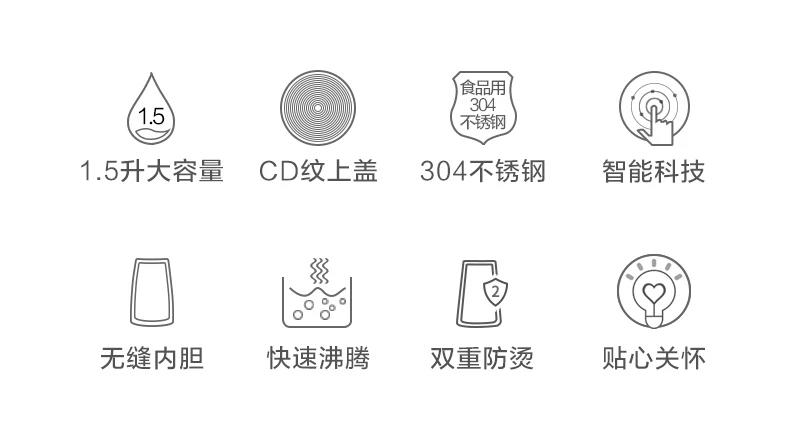 1.5
食品用
304
不锈钢
1.5升大容量
CD纹上盖
304不锈钢
智能科技
2
无缝内胆
快速沸腾
双重防烫
贴心关怀